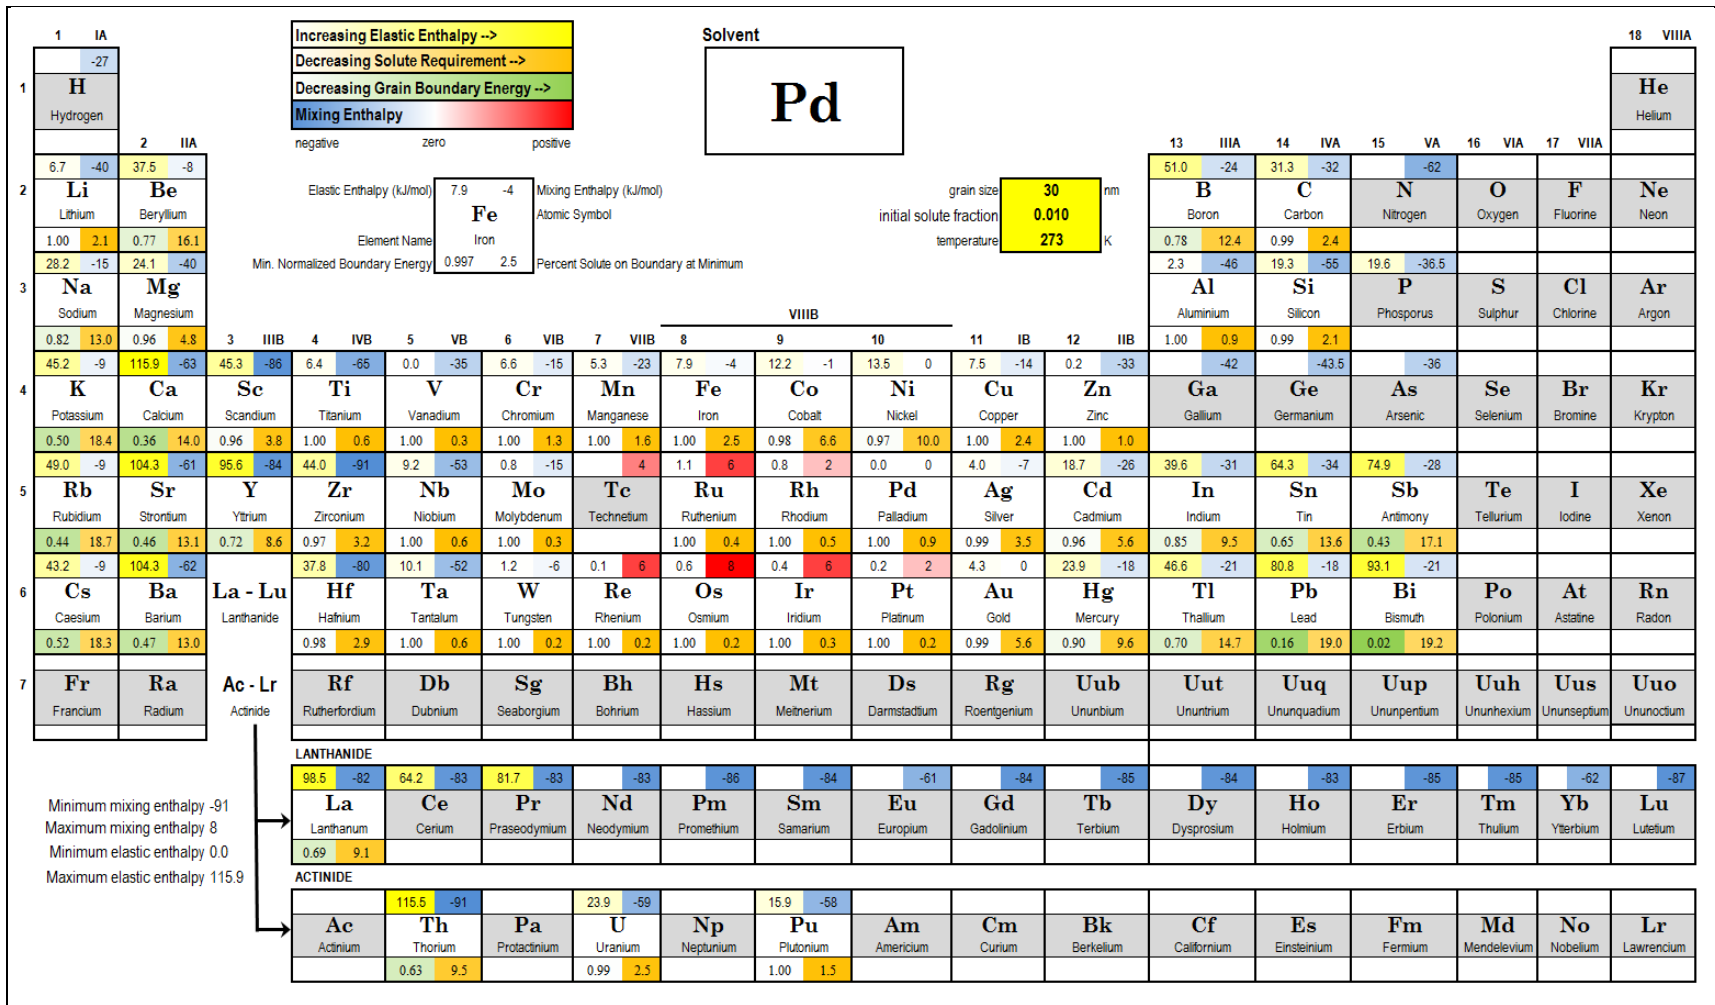 1 IA
Increasing Elastic Enthalpy -->
Solvent
18 VIIIA
-27
Decreasing Solute Requirement -->
1 H He
Decreasing Grain Boundary Energy -->
Pd
Hydrogen Helium
Mixing Enthalpy
2 IIA
negative zero positive
13 IIIA 14 IVA 15 VA 16 VIA 17 VIIA
6.7 -40 37.5 -8 51.0 -24 31.3 -32 -62
2 Li Be
Elastic Enthalpy (kJ/mol) 7.9 -4 Mixing Enthalpy (kJ/mol)
grain size 30 nm
B C N O F Ne
Lithium Beryllium
Fe Atomic Symbol
initial solute fraction 0.010
Boron Carbon Nitrogen Oxygen Fluorine Neon
1.00 2.1 0.77 16.1
Element Name Iron
temperature 273 K
0.78 12.4 0.99 2.4
28.2 -15 24.1 -40
Min. Normalized Boundary Energy 0.997 2.5 Percent Solute on Boundary at Minimum
2.3 -46 19.3 -55 19.6 -36.5
3 Na Mg Al Si P S Cl Ar
Sodium Magnesium Aluminium Silicon Phosporus Sulphur Chlorine Argon
VIIIB
0.82 13.0 0.96 4.8 3 IIIB 4 IVB 5 VB 6 VIB 7 VIIB 8 9 10 11 IB 12 IIB 1.00 0.9 0.99 2.1
45.2 -9 115.9 -63 45.3 -86 6.4 -65 0.0 -35 6.6 -15 5.3 -23 7.9 -4 12.2 -1 13.5 0 7.5 -14 0.2 -33 -42 -43.5 -36
4 K Ca Sc Ti V Cr Mn Fe Co Ni Cu Zn Ga Ge As Se Br Kr
Potassium Calcium Scandium Titanium Vanadium Chromium Manganese Iron Cobalt Nickel Copper Zinc Gallium Germanium Arsenic Selenium Bromine Krypton
0.50 18.4 0.36 14.0 0.96 3.8 1.00 0.6 1.00 0.3 1.00 1.3 1.00 1.6 1.00 2.5 0.98 6.6 0.97 10.0 1.00 2.4 1.00 1.0
49.0 -9 104.3 -61 95.6 -84 44.0 -91 9.2 -53 0.8 -15 4 1.1 6 0.8 2 0.0 0 4.0 -7 18.7 -26 39.6 -31 64.3 -34 74.9 -28
5 Rb Sr Y Zr Nb Mo Tc Ru Rh Pd Ag Cd In Sn Sb Te I Xe
Rubidium Strontium Yttrium Zirconium Niobium Molybdenum Technetium Ruthenium Rhodium Palladium Silver Cadmium Indium Tin Antimony Tellurium Iodine Xenon
0.44 18.7 0.46 13.1 0.72 8.6 0.97 3.2 1.00 0.6 1.00 0.3 1.00 0.4 1.00 0.5 1.00 0.9 0.99 3.5 0.96 5.6 0.85 9.5 0.65 13.6 0.43 17.1
43.2 -9 104.3 -62 37.8 -80 10.1 -52 1.2 -6 0.1 6 0.6 8 0.4 6 0.2 2 4.3 0 23.9 -18 46.6 -21 80.8 -18 93.1 -21
6 Cs Ba La - Lu Hf Ta W Re Os Ir Pt Au Hg Tl Pb Bi Po At Rn
Caesium Barium Lanthanide Hafnium Tantalum Tungsten Rhenium Osmium Iridium Platinum Gold Mercury Thallium Lead Bismuth Polonium Astatine Radon
0.52 18.3 0.47 13.0 0.98 2.9 1.00 0.6 1.00 0.2 1.00 0.2 1.00 0.2 1.00 0.3 1.00 0.2 0.99 5.6 0.90 9.6 0.70 14.7 0.16 19.0 0.02 19.2
7 Fr Ra Ac - Lr Rf Db Sg Bh Hs Mt Ds Rg Uub Uut Uuq Uup Uuh Uus Uuo
Francium Radium Actinide Rutherfordium Dubnium Seaborgium Bohrium Hassium Meitnerium Darmstadtium Roentgenium Ununbium Ununtrium Ununquadium Ununpentium Ununhexium Ununseptium Ununoctium
LANTHANIDE
98.5 -82 64.2 -83 81.7 -83 -83 -86 -84 -61 -84 -85 -84 -83 -85 -85 -62 -87
Minimum mixing enthalpy -91
La Ce Pr Nd Pm Sm Eu Gd Tb Dy Ho Er Tm Yb Lu
Maximum mixing enthalpy 8
Lanthanum Cerium Praseodymium Neodymium Promethium Samarium Europium Gadolinium Terbium Dysprosium Holmium Erbium Thulium Ytterbium Lutetium
Minimum elastic enthalpy 0.0
0.69 9.1
Maximum elastic enthalpy 115.9
ACTINIDE
115.5 -91 23.9 -59 15.9 -58
Ac Th Pa U Np Pu Am Cm Bk Cf Es Fm Md No Lr
Actinium Thorium Protactinium Uranium Neptunium Plutonium Americium Curium Berkelium Californium Einsteinium Fermium Mendelevium Nobelium Lawrencium
0.63 9.5 0.99 2.5 1.00 1.5